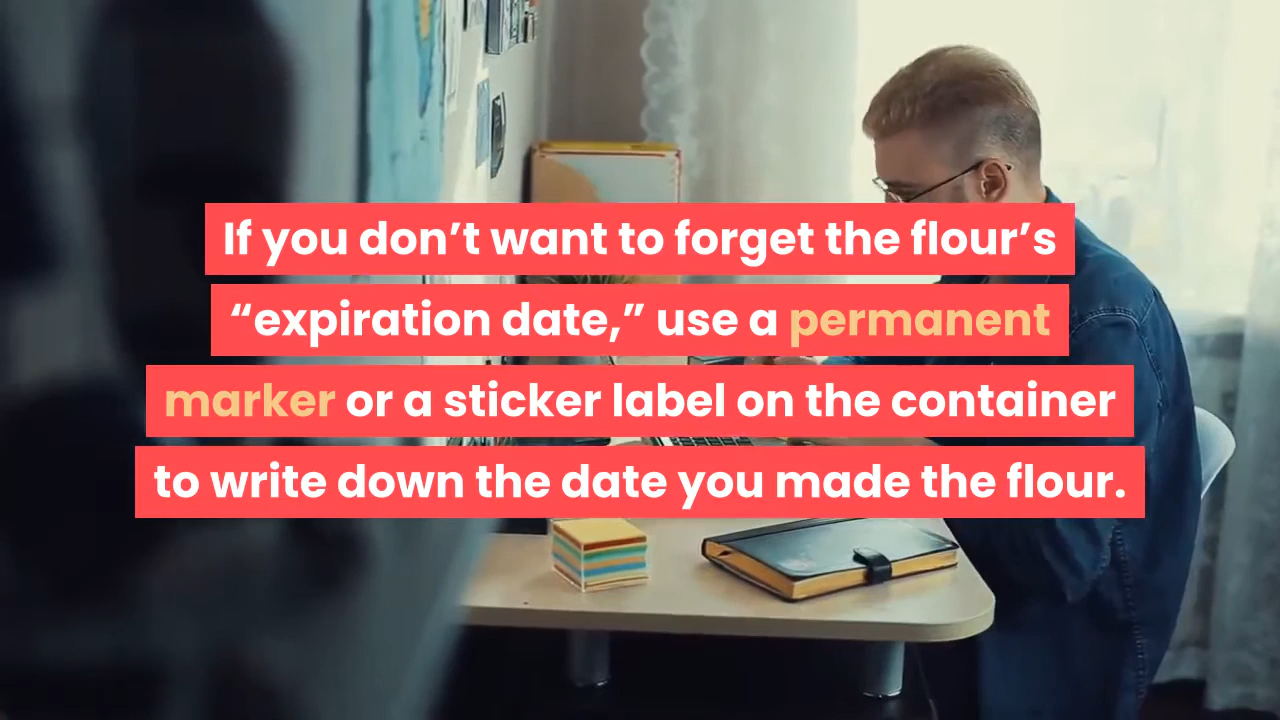 If you don’t want to forget the flour’s
“expiration date,” use a permanent
marker or a sticker label on the container
to write down the date you made the flour.